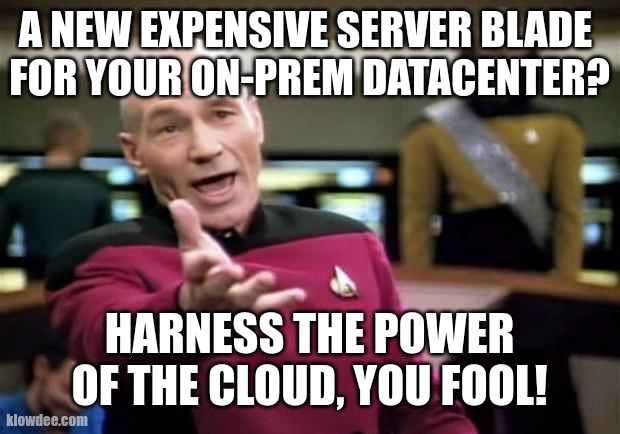 A NEW EXPENSIVE SERVER BLADE
FOR YOUR ON-PREM DATACENTER?
HARNESS THE POWER
OF THE CLOUD, YOU FOOL!
klowdee.com